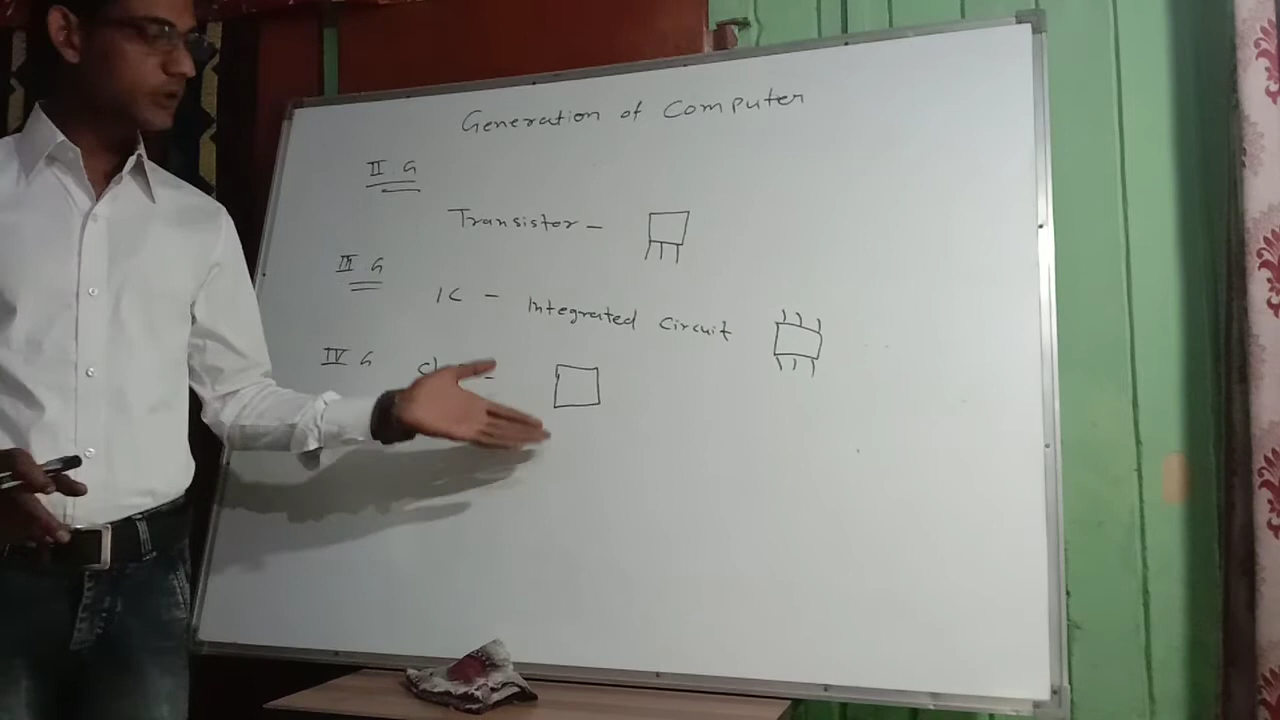 Generation of Computer
II G
Transistor -
III G
IC - Integrated Circuit
IV G